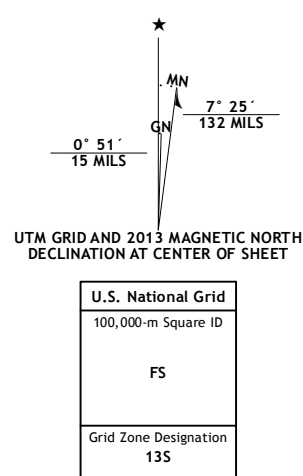 ★
MN
7° 25´
132 MILS
GN
0° 51´
15 MILS
UTM GRID AND 2013 MAGNETIC NORTH
DECLINATION AT CENTER OF SHEET
U.S. National Grid
100,000-m Square ID
FS
Grid Zone Designation
13S